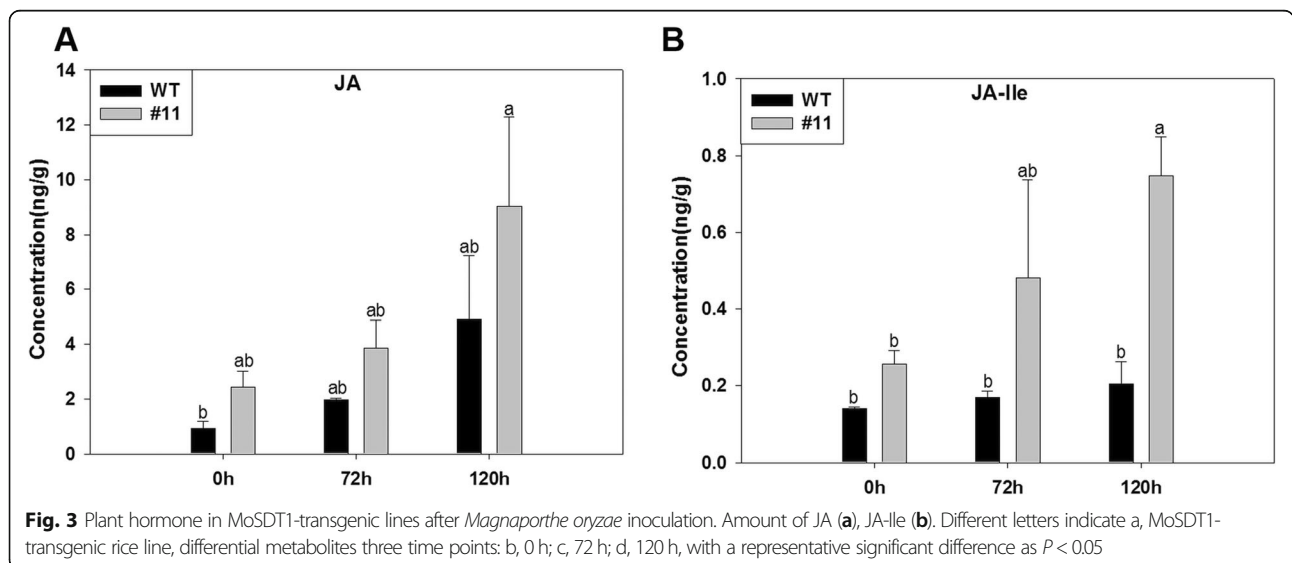 A
JA
WT
#11
14
12
10
8
6
4
2
0
Concentration(ng/g)
b
ab
ab
ab
ab
a
0h
72h
120h
B
JA-Ile
WT
#11
1.0
0.8
0.6
0.4
0.2
0.0
Concentration(ng/g)
b
b
b
ab
b
a
0h
72h
120h
Fig. 3 Plant hormone in MoSDT1-transgenic lines after Magnaporthe oryzae inoculation. Amount of JA (a), JA-Ile (b). Different letters indicate a, MoSDT1-
transgenic rice line, differential metabolites three time points: b, 0 h; c, 72 h; d, 120 h, with a representative significant difference as P < 0.05